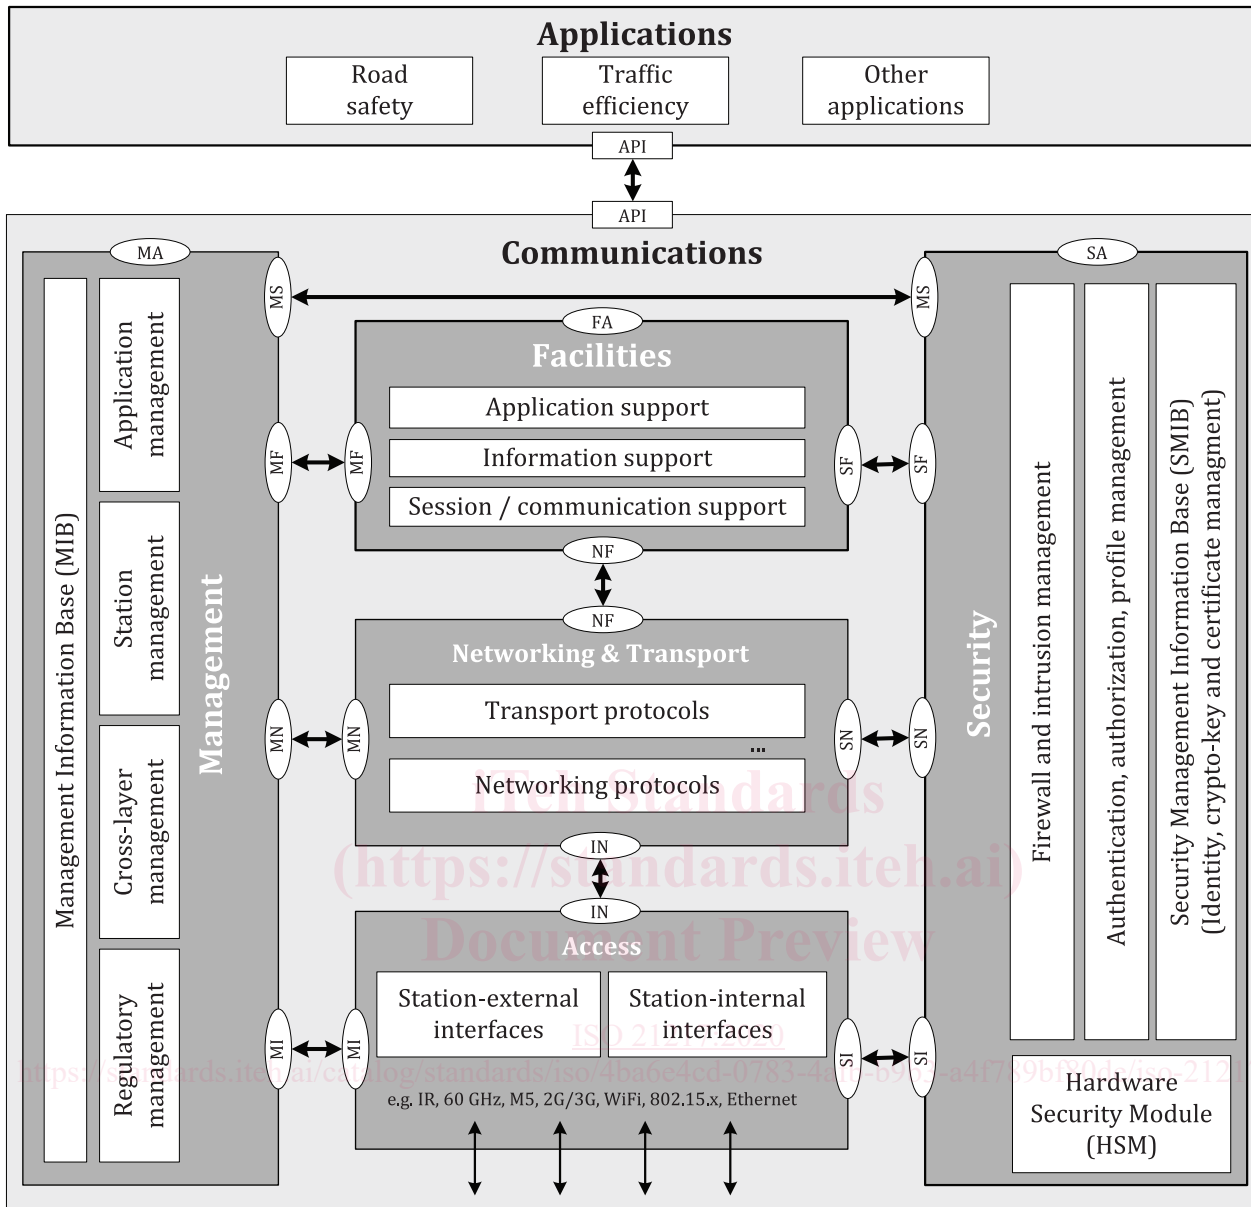 Applications
Road
safety
Traffic
efficiency
Other
applications
API
API
Communications
MA
SA
MS
MS
Management Information Base (MIB)
Application
management
Station
management
Cross-layer
management
Regulatory
management
Management
FA
Facilities
Application support
Information support
Session / communication support
MF
MF
SF
SF
NF
NF
Networking & Transport
Transport protocols
...
Networking protocols
MN
MN
SN
SN
IN
IN
Access
Station-external
interfaces
Station-internal
interfaces
e.g. IR, 60 GHz, M5, 2G/3G, WiFi, 802.15.x, Ethernet
MI
MI
SI
SI
Security
Firewall and intrusion management
Authentication, authorization, profile management
Security Management Information Base (SMIB)
(Identity, crypto-key and certificate managment)
Hardware
Security Module
(HSM)
iTeh Standards
(https://standards.iteh.ai)
Document Preview
ISO 21217:2020